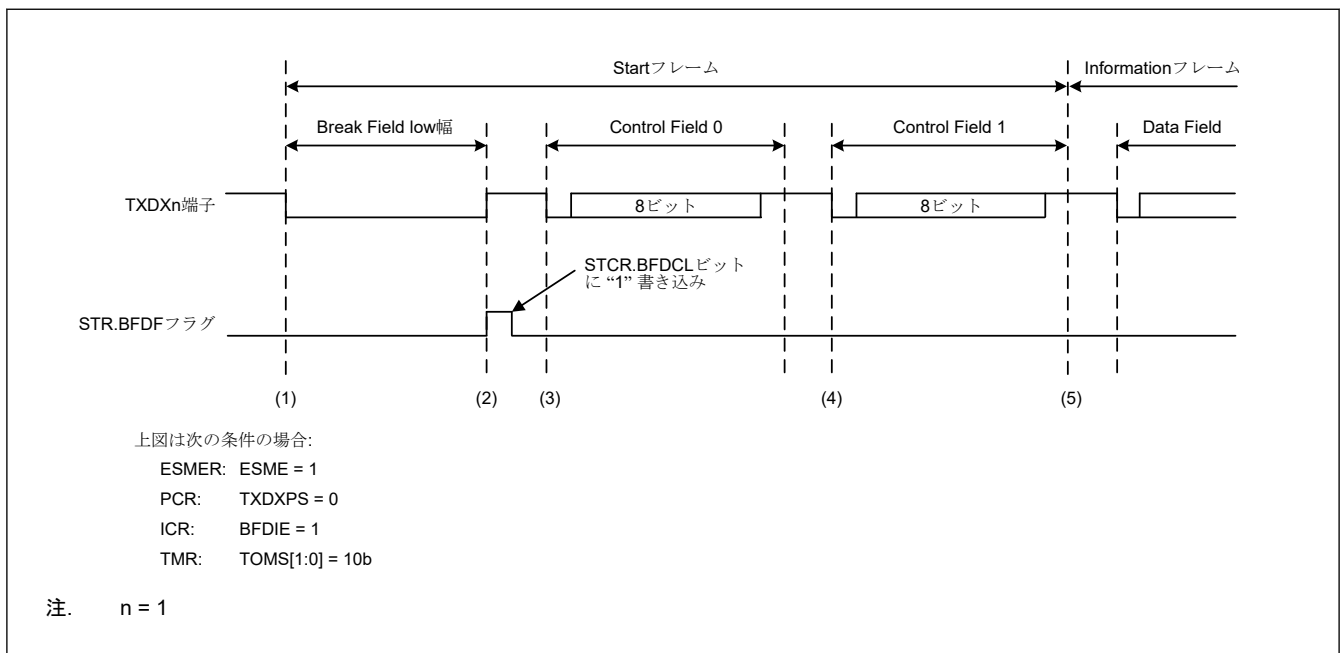 Startフレーム
Informationフレーム
Break Field low幅
Control Field 0
Control Field 1
Data Field
TXDXn端子
8ビット
8ビット
STCR.BFDCLビット
に “1” 書き込み
STR.BFDFフラグ
(1)
(2)
(3)
(4)
(5)
上図は次の条件の場合:
ESMER: ESME = 1
PCR: TXDXPS = 0
ICR: BFDIE = 1
TMR: TOMS[1:0] = 10b
注. n = 1